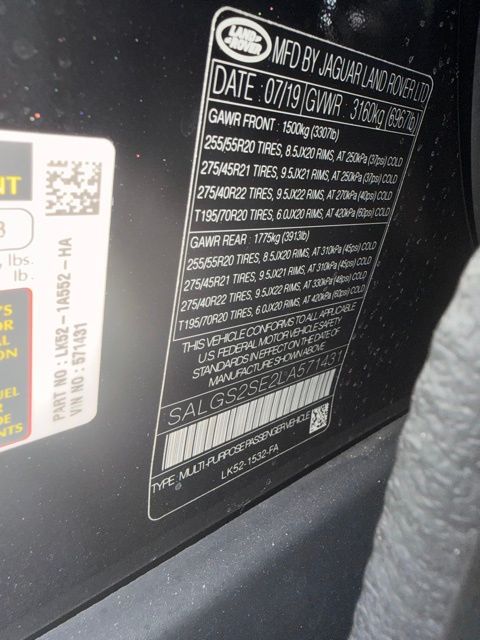 LAND
ROVER
MFD BY JAGUAR LAND ROVER LTD
DATE: 07/19 GVWR: 3160kg (6967lb)
GAWR FRONT: 1500kg (3307lb)
255/55R20 TIRES, 8.5JX20 RIMS, AT 250kPa (37psi) COLD
275/45R21 TIRES, 9.5JX21 RIMS, AT 250kPa (37psi) COLD
275/40R22 TIRES, 9.5JX22 RIMS, AT 270kPa (40psi) COLD
T195/70R20 TIRES, 6.0JX20 RIMS, AT 420kPa (60psi) COLD
GAWR REAR: 1775kg (3913lb)
255/55R20 TIRES, 8.5JX20 RIMS, AT 310kPa (45psi) COLD
275/45R21 TIRES, 9.5JX21 RIMS, AT 310kPa (45psi) COLD
275/40R22 TIRES, 9.5JX22 RIMS, AT 330kPa (48psi) COLD
T195/70R20 TIRES, 6.0JX20 RIMS, AT 420kPa (60psi) COLD
THIS VEHICLE CONFORMS TO ALL APPLICABLE
U.S. FEDERAL MOTOR VEHICLE SAFETY
STANDARDS IN EFFECT ON THE DATE OF
MANUFACTURE SHOWN ABOVE.
SALGS2SE2LA571431
TYPE: MULTI-PURPOSE PASSENGER VEHICLE
LK52-1532-FA
PART NO: LK52-1A552-HA
VIN NO: 571431
lbs.
lb.
OR